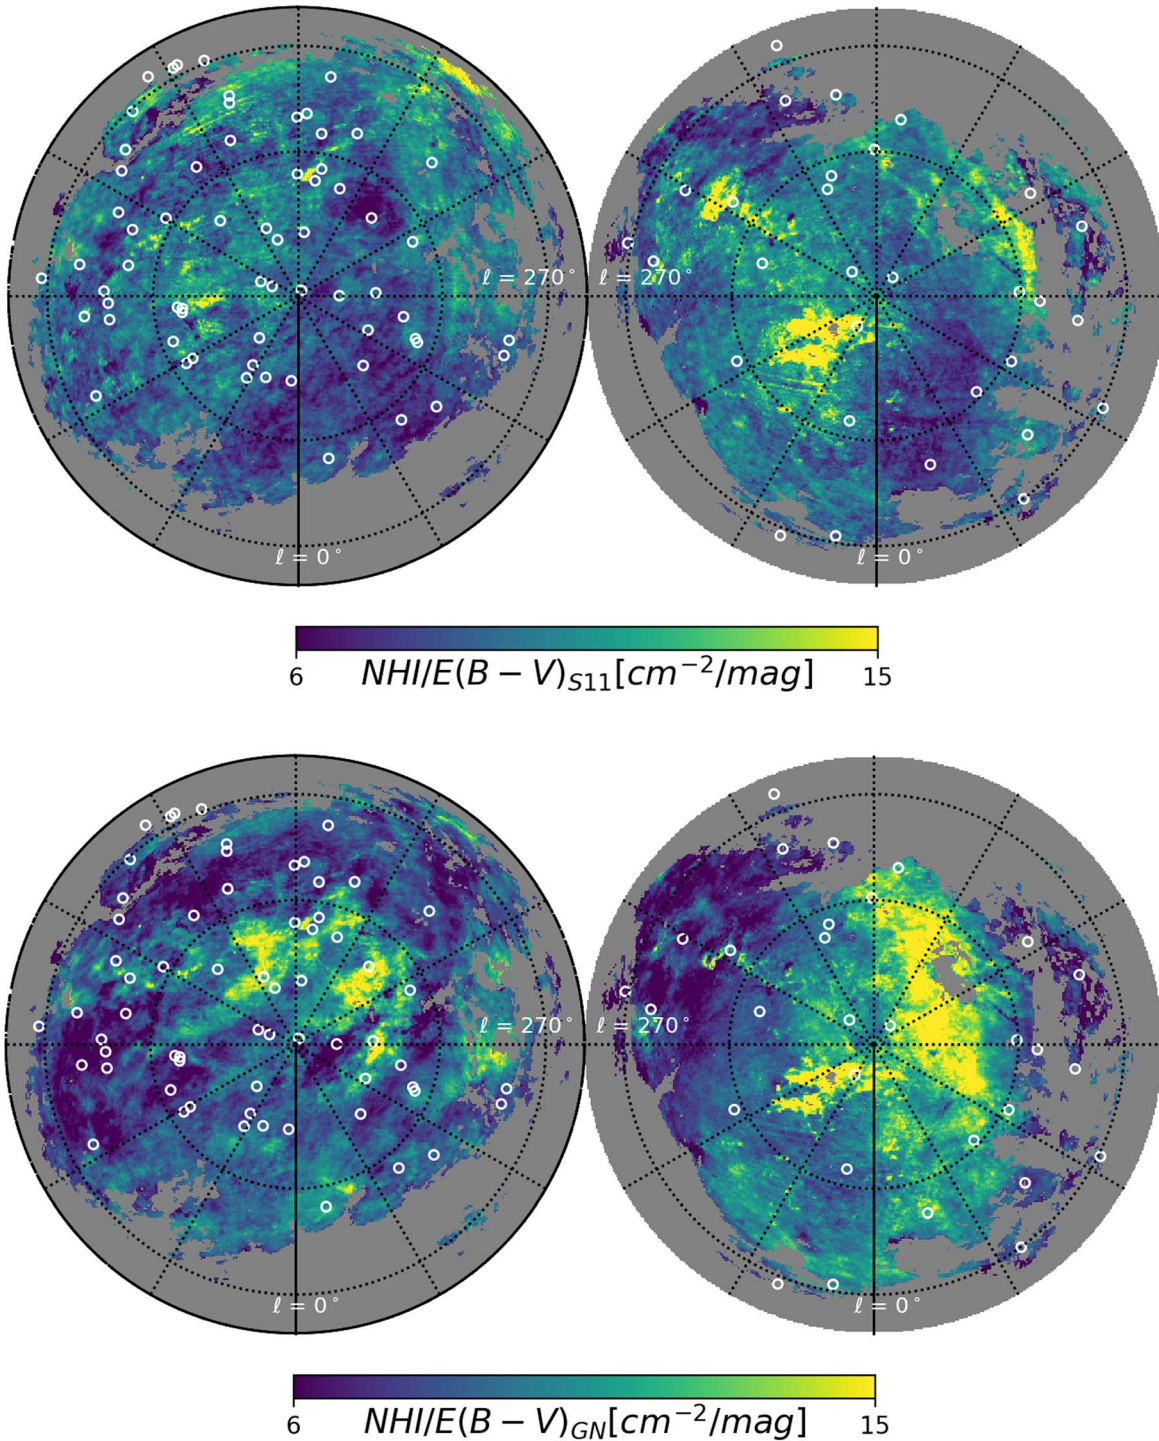 ℓ = 270° ℓ = 270°
ℓ = 0° ℓ = 0°
6 NHI/E(B − V)_{S11}[cm^{−2}/mag] 15
ℓ = 270° ℓ = 270°
ℓ = 0° ℓ = 0°
6 NHI/E(B − V)_{GN}[cm^{−2}/mag] 15